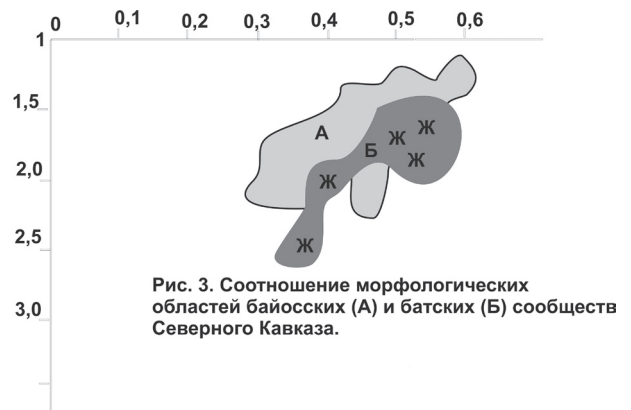 0 0,1 0,2 0,3 0,4 0,5 0,6
1
1,5
А
Ж
Ж
Б
Ж
2,0
Ж
2,5
Ж
Рис. 3. Соотношение морфологических
областей байосских (А) и батских (Б) сообществ
3,0
Северного Кавказа.